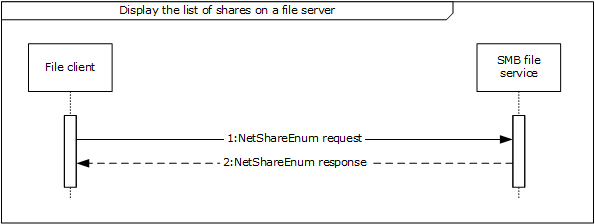 Display the list of shares on a file server
File client
SMB file
service
1:NetShareEnum request
2:NetShareEnum response